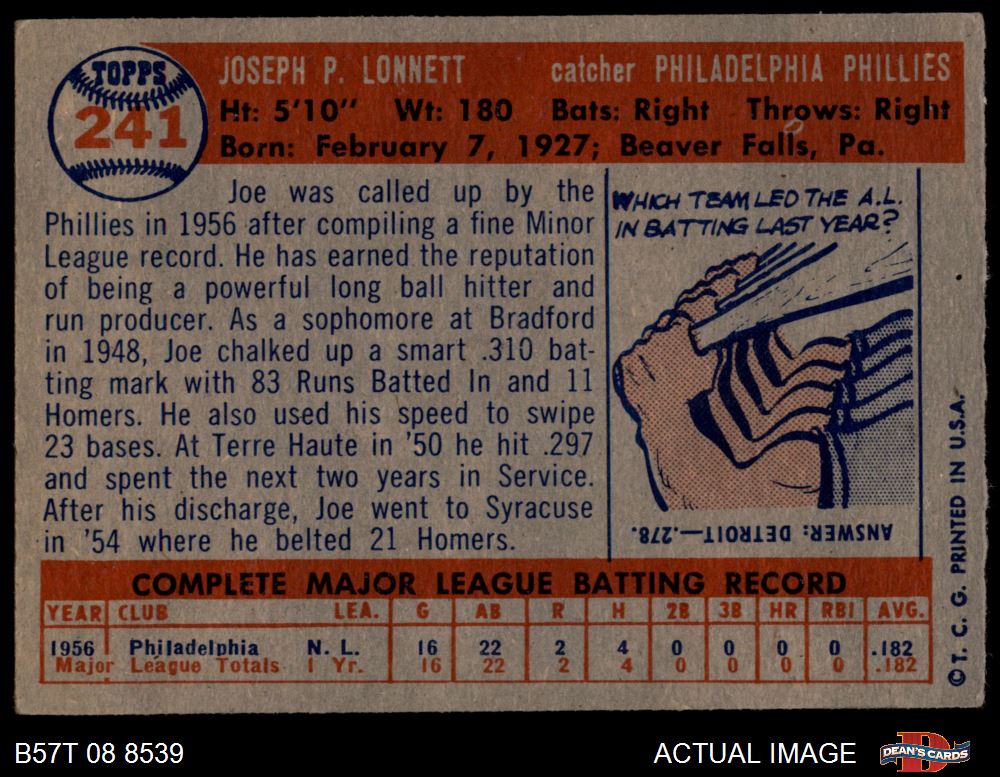 TOPPS
241
JOSEPH P. LONNETT catcher PHILADELPHIA PHILLIES
Ht: 5'10" Wt: 180 Bats: Right Throws: Right
Born: February 7, 1927; Beaver Falls, Pa.
Joe was called up by the
Phillies in 1956 after compiling a fine Minor
League record. He has earned the reputation
of being a powerful long ball hitter and
run producer. As a sophomore at Bradford
in 1948, Joe chalked up a smart .310 bat-
ting mark with 83 Runs Batted In and 11
Homers. He also used his speed to swipe
23 bases. At Terre Haute in '50 he hit .297
and spent the next two years in Service.
After his discharge, Joe went to Syracuse
in '54 where he belted 21 Homers.
WHICH TEAM LED THE A.L.
IN BATTING LAST YEAR?
ANSWER: DETROIT—.278.
COMPLETE MAJOR LEAGUE BATTING RECORD
YEAR CLUB LEA. G AB R H 2B 3B HR RBI AVG.
1956 Philadelphia N. L. 16 22 2 4 0 0 0 0 .182
Major League Totals 1 Yr. 16 22 2 4 0 0 0 0 .182
© T. C. G. PRINTED IN U.S.A.
B57T 08 8539 ACTUAL IMAGE DEAN'S CARDS